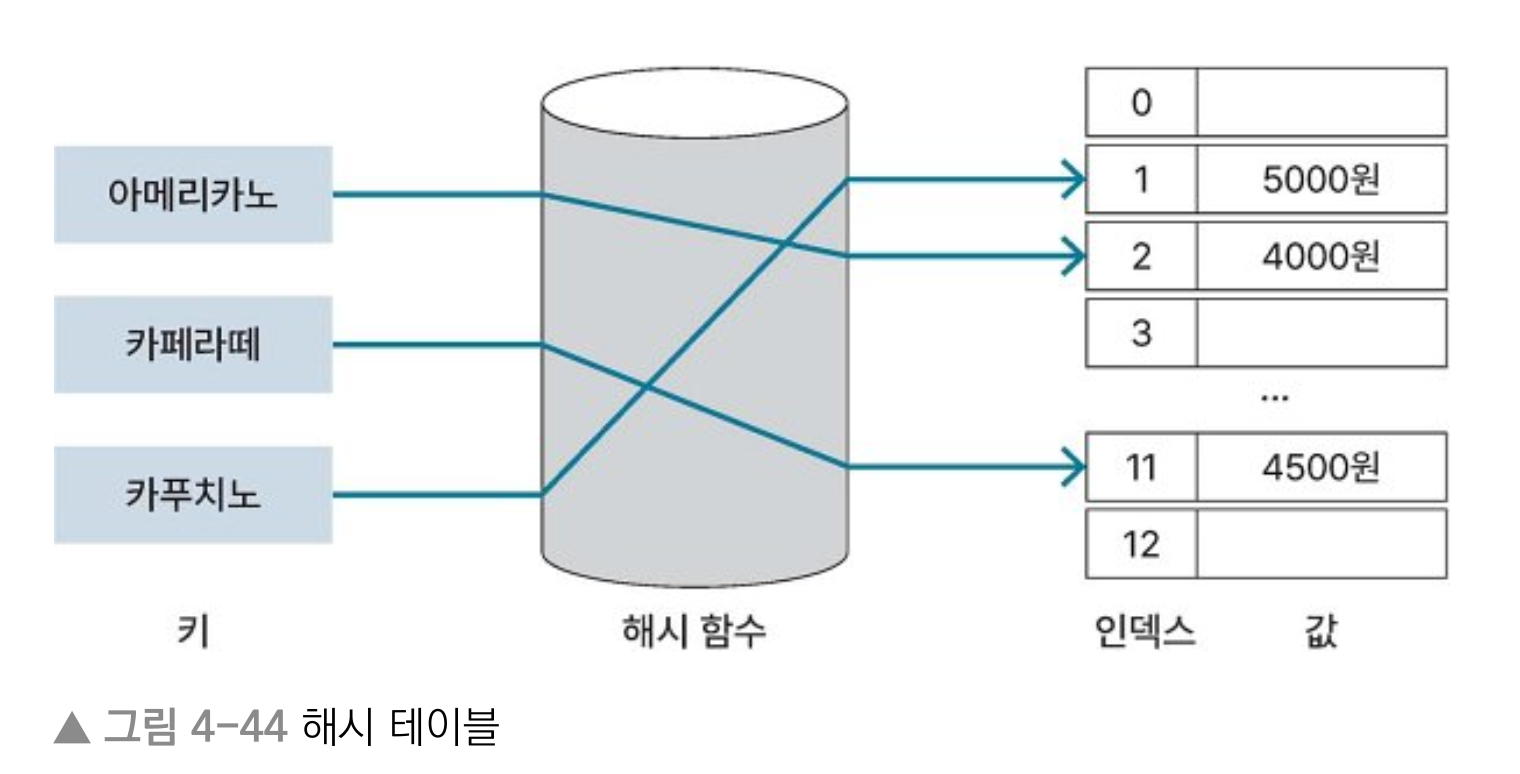 아메리카노
카페라떼
카푸치노
키
해시 함수
0
1 5000원
2 4000원
3
...
11 4500원
12
인덱스 값
▲ 그림 4-44 해시 테이블